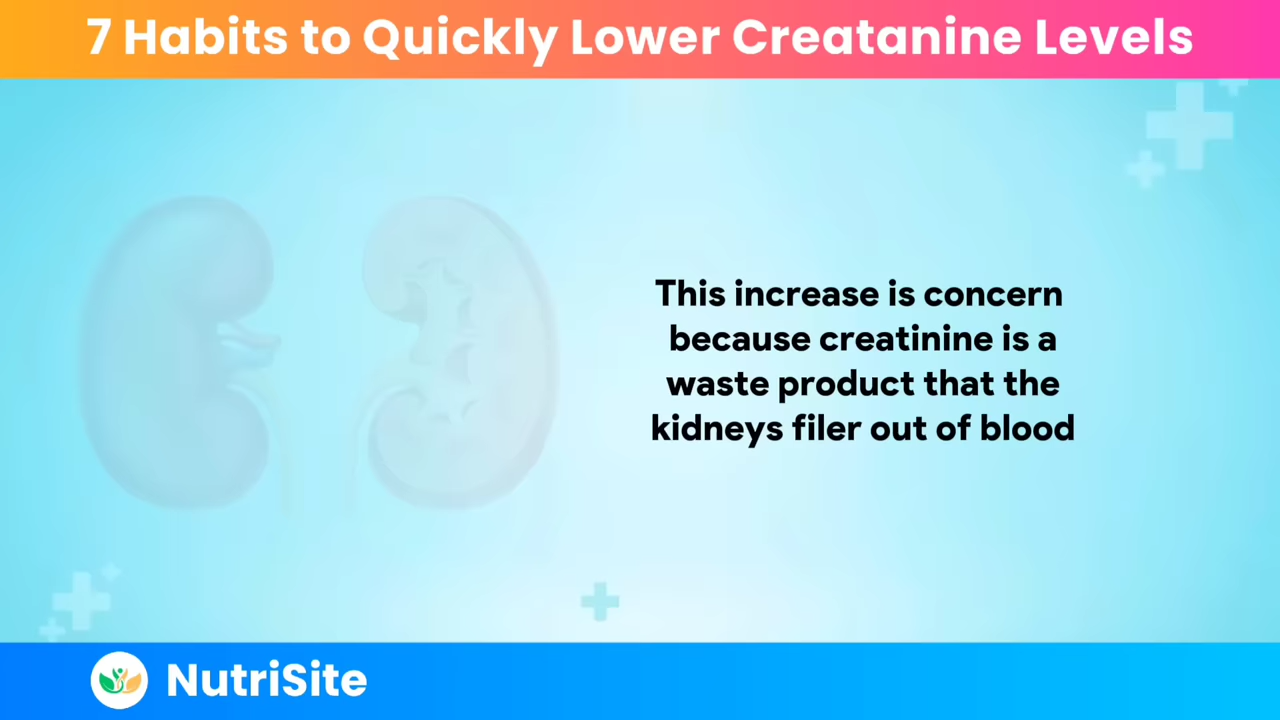 7 Habits to Quickly Lower Creatanine Levels
This increase is concern
because creatinine is a
waste product that the
kidneys filer out of blood
NutriSite